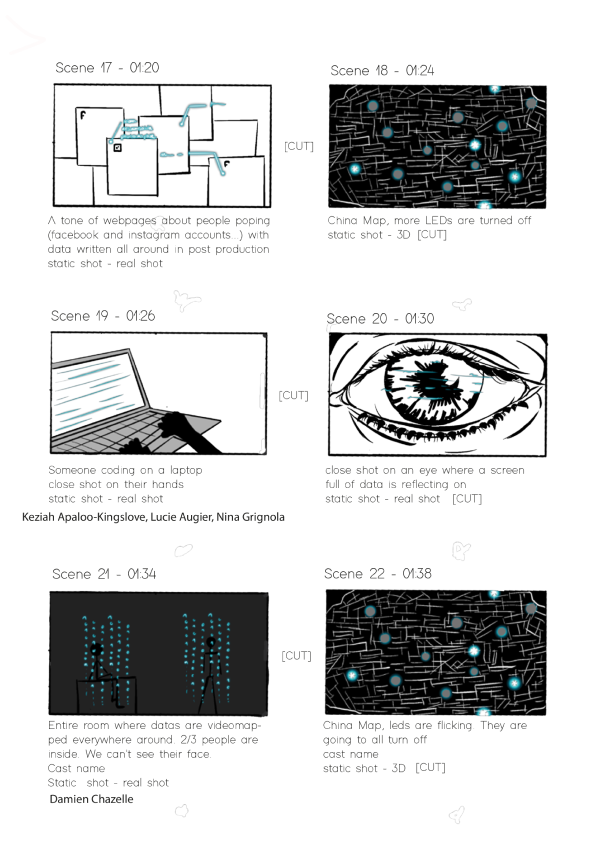 Scene 17 - 01:20
Scene 18 - 01:24
F
F
[CUT]
A tone of webpages about people poping
(facebook and instagram accounts...) with
data written all around in post production
static shot - real shot
China Map, more LEDs are turned off
static shot - 3D [CUT]
Scene 19 - 01:26
Scene 20 - 01:30
[CUT]
Someone coding on a laptop
close shot on their hands
static shot - real shot
close shot on an eye where a screen
full of data is reflecting on
static shot - real shot [CUT]
Keziah Apaloo-Kingslove, Lucie Augier, Nina Grignola
Scene 21 - 01:34
Scene 22 - 01:38
[CUT]
Entire room where datas are videomap-
ped everywhere around. 2/3 people are
inside. We can't see their face.
Cast name
Static shot - real shot
China Map, leds are flicking. They are
going to all turn off
cast name
static shot - 3D [CUT]
Damien Chazelle